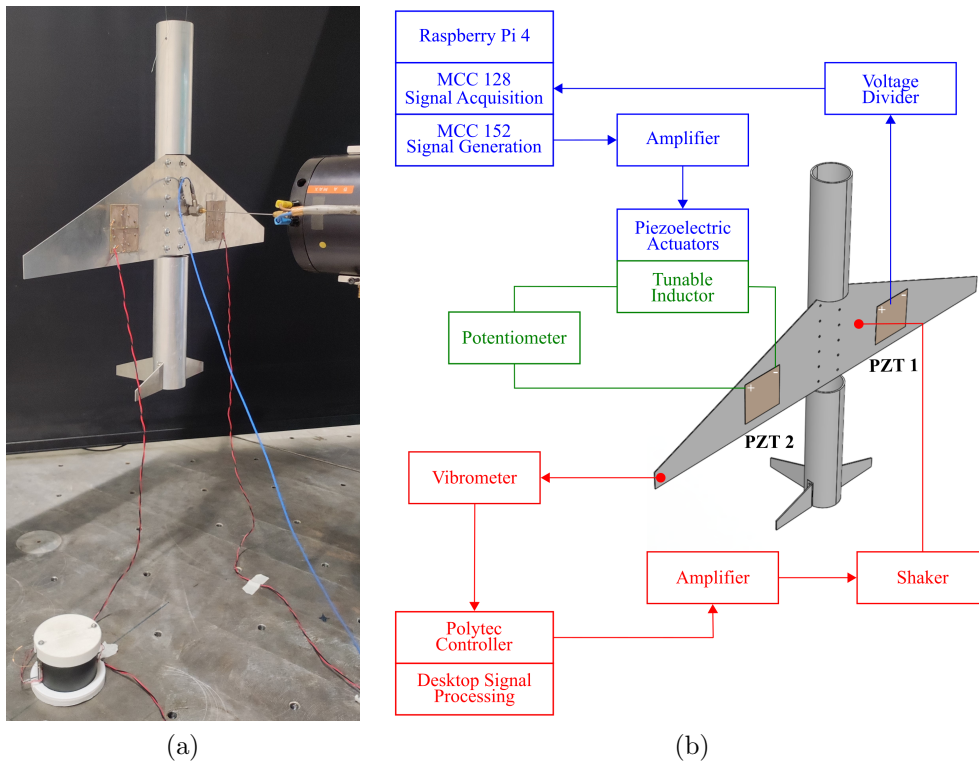 Raspberry Pi 4
MCC 128
Signal Acquisition
MCC 152
Signal Generation
Voltage
Divider
Amplifier
Piezoelectric
Actuators
Tunable
Inductor
Potentiometer
+
-
PZT 1
+
-
PZT 2
Vibrometer
Amplifier
Shaker
Polytec
Controller
Desktop Signal
Processing
(a)
(b)